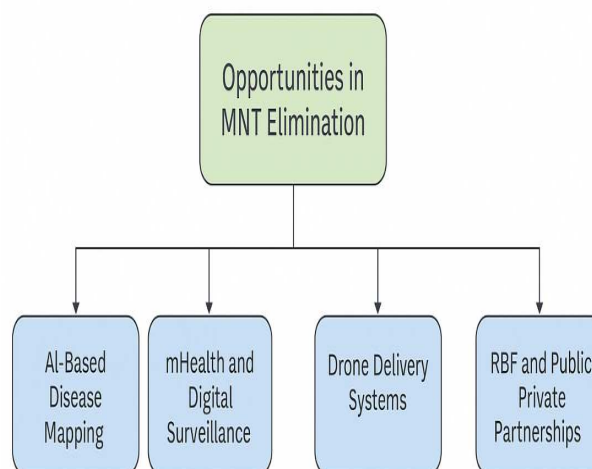 Opportunities in
MNT Elimination
AI-Based
Disease
Mapping
mHealth and
Digital
Surveillance
Drone Delivery
Systems
RBF and Public
Private
Partnerships